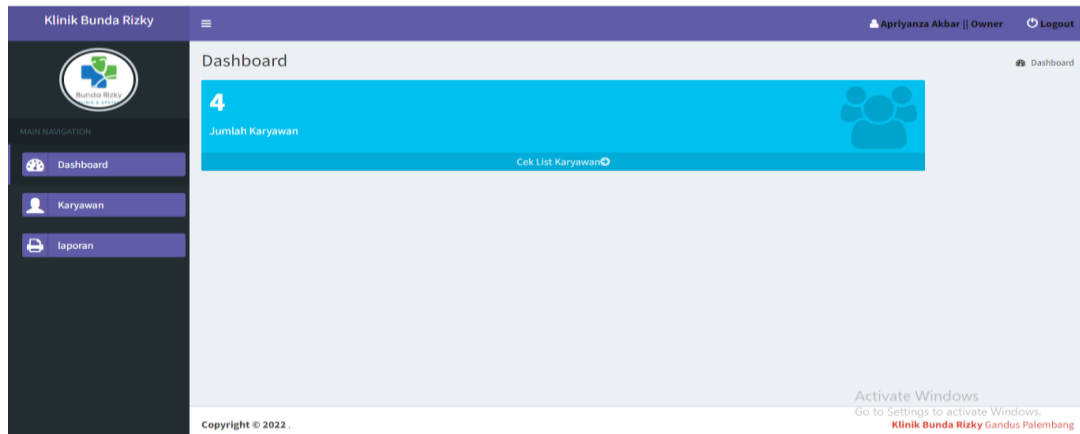 Klinik Bunda Rizky
Apriyanza Akbar || Owner
Logout
Bunda Rizky
MAIN NAVIGATION
Dashboard
Karyawan
laporan
Dashboard
Dashboard
4
Jumlah Karyawan
Cek List Karyawan
Activate Windows
Go to Settings to activate Windows.
Copyright © 2022 .
Klinik Bunda Rizky Gandus Palembang